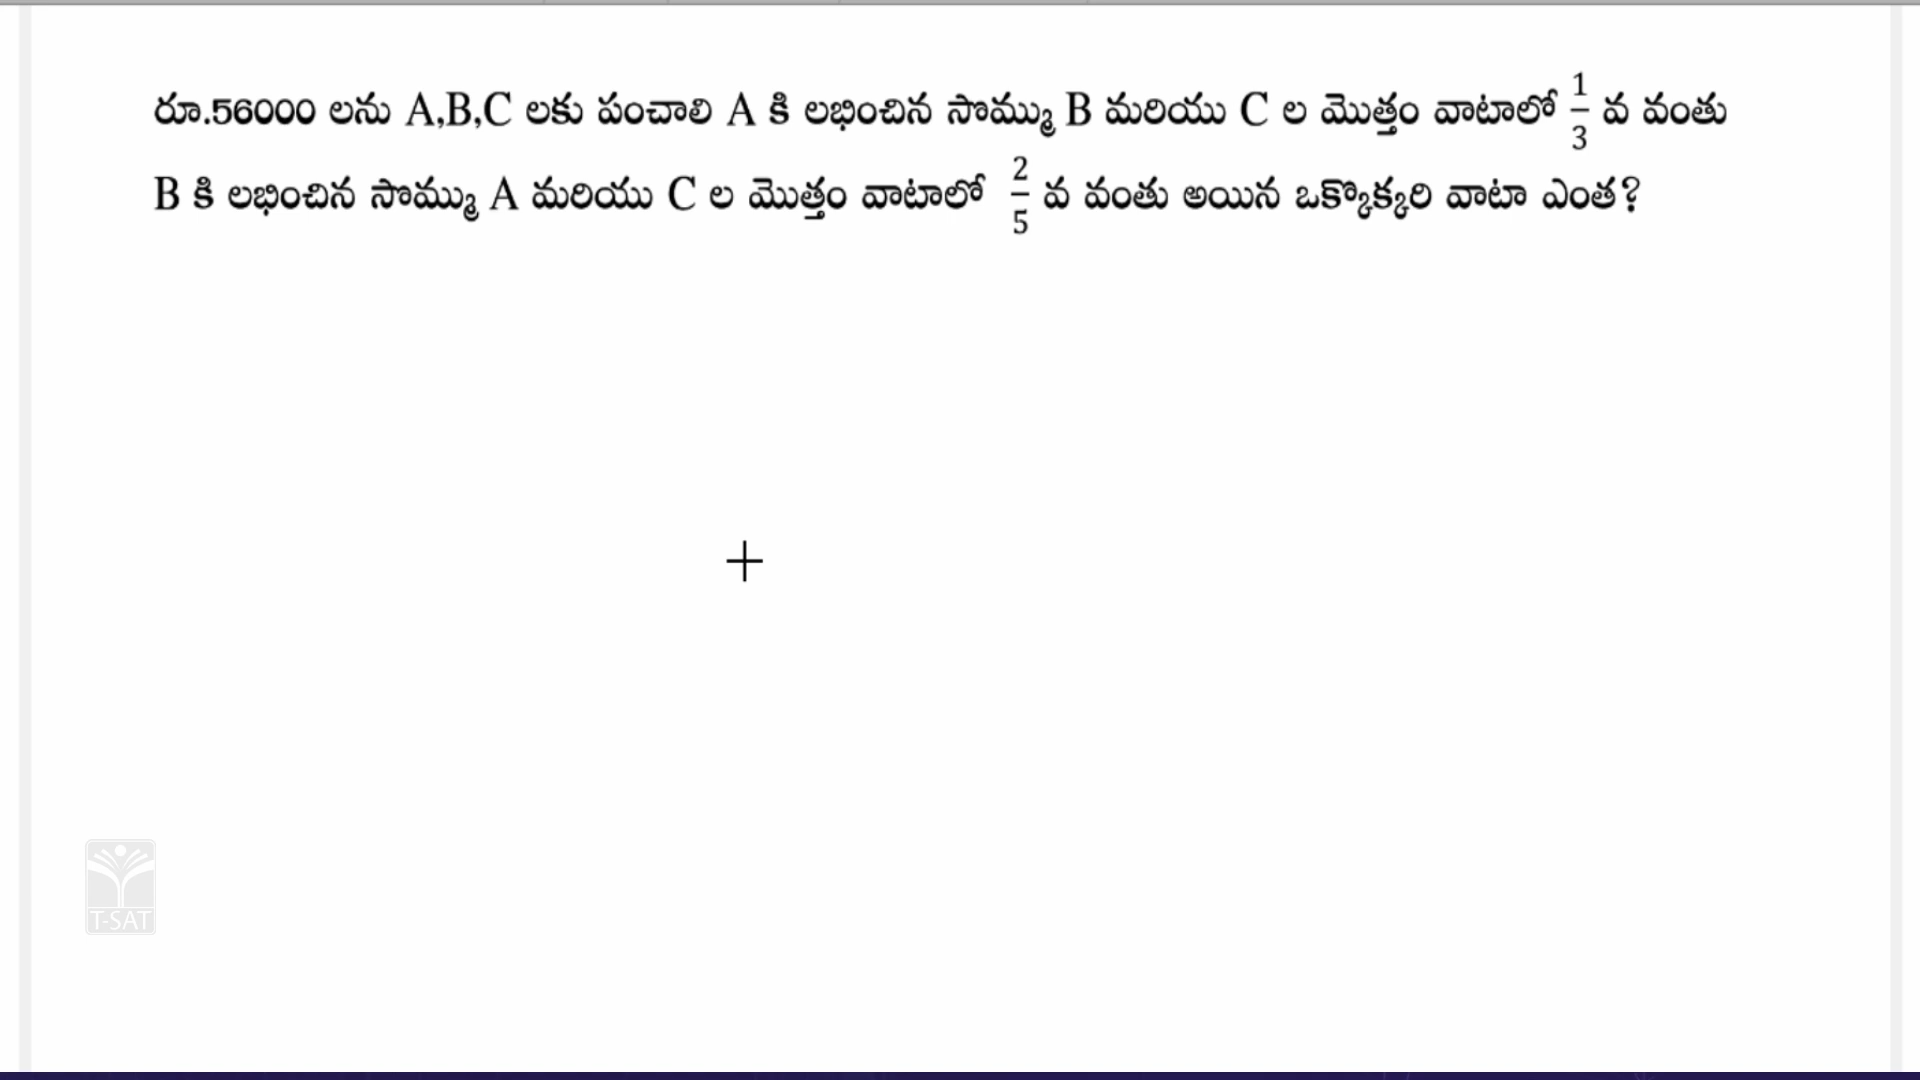 రూ.56000 లను A,B,C లకు పంచాలి A కి లభించిన సొమ్ము B మరియు C ల మొత్తం వాటాలో 1/3 వ వంతు
B కి లభించిన సొమ్ము A మరియు C ల మొత్తం వాటాలో 2/5 వ వంతు అయిన ఒక్కొక్కరి వాటా ఎంత?
T-SAT